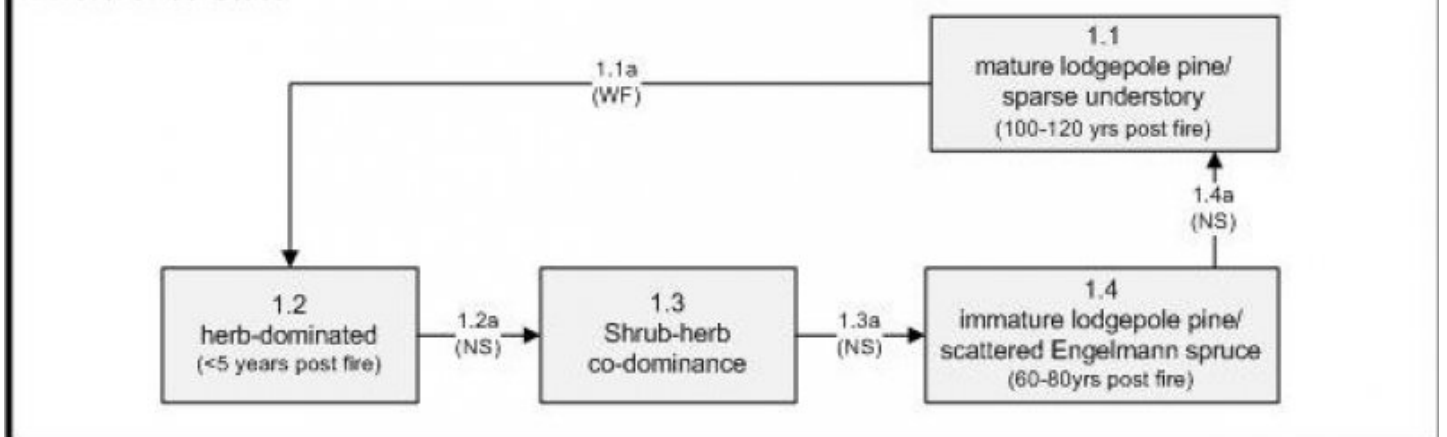 1.1
mature lodgepole pine/
sparse understory
(100-120 yrs post fire)
1.1a
(WF)
1.4a
(NS)
1.2
herb-dominated
(<5 years post fire)
1.2a
(NS)
1.3
Shrub-herb
co-dominance
1.3a
(NS)
1.4
immature lodgepole pine/
scattered Engelmann spruce
(60-80yrs post fire)